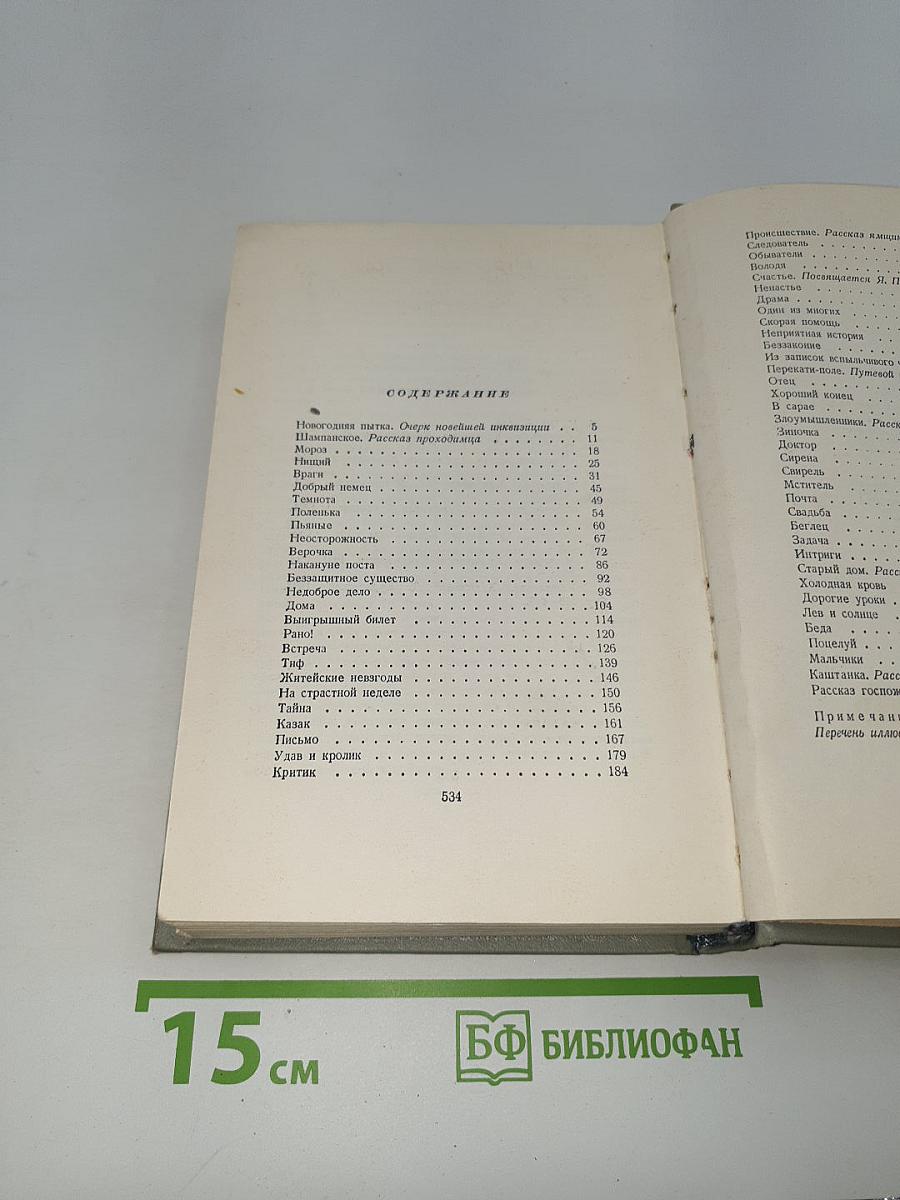 СОДЕРЖАНИЕ
Новогодняя пытка. Очерк новейшей инквизиции . . 5
Шампанское. Рассказ проходимца . . . . . . . . 11
Мороз . . . . . . . . . . . . . . . . . . . . . 18
Нищий . . . . . . . . . . . . . . . . . . . . . 25
Враги . . . . . . . . . . . . . . . . . . . . . 31
Добрый немец . . . . . . . . . . . . . . . . . 45
Темнота . . . . . . . . . . . . . . . . . . . . 49
Поленька . . . . . . . . . . . . . . . . . . . 54
Пьяные . . . . . . . . . . . . . . . . . . . . 60
Неосторожность . . . . . . . . . . . . . . . . 67
Верочка . . . . . . . . . . . . . . . . . . . . 72
Накануне поста . . . . . . . . . . . . . . . . 86
Беззащитное существо . . . . . . . . . . . . . 92
Недоброе дело . . . . . . . . . . . . . . . . . 98
Дома . . . . . . . . . . . . . . . . . . . . . 104
Выигрышный билет . . . . . . . . . . . . . . . 114
Рано! . . . . . . . . . . . . . . . . . . . . . 120
Встреча . . . . . . . . . . . . . . . . . . . . 126
Тиф . . . . . . . . . . . . . . . . . . . . . . 139
Житейские невзгоды . . . . . . . . . . . . . . 146
На страстной неделе . . . . . . . . . . . . . . 150
Тайна . . . . . . . . . . . . . . . . . . . . . 156
Казак . . . . . . . . . . . . . . . . . . . . . 161
Письмо . . . . . . . . . . . . . . . . . . . . 167
Удав и кролик . . . . . . . . . . . . . . . . . 179
Критик . . . . . . . . . . . . . . . . . . . . 184
534
Происшествие. Рассказ
Следователь . . . . . . .
Обыватели . . . . . . . .
Володя . . . . . . . .
Счастье. Посвящается Я. П
Ненастье . . . . . . .
Драма . . . . . . . .
Один из многих . . . .
Скорая помощь . . . .
Неприятная история . .
Беззаконие . . . . .
Из записок вспыльчивого
Перекати-поле. Путевой
Отец . . . . . . .
Хороший конец . . . .
В сарае . . . . . .
Злоумышленники. Расск
Зиночка . . . . .
Доктор . . . . . .
Сирена . . . . . .
Свирель . . . . .
Мститель . . . . .
Почта . . . . . .
Свадьба . . . . .
Беглец . . . . .
Задача . . . . .
Интриги . . . .
Старый дом. Расс
Холодная кровь
Дорогие уроки .
Лев и солнце .
Беда . . . .
Поцелуй . . .
Мальчики . .
Каштанка. Расс
Рассказ госпож
Примечани
Перечень иллюс
15 см
БФ БИБЛИОФАН